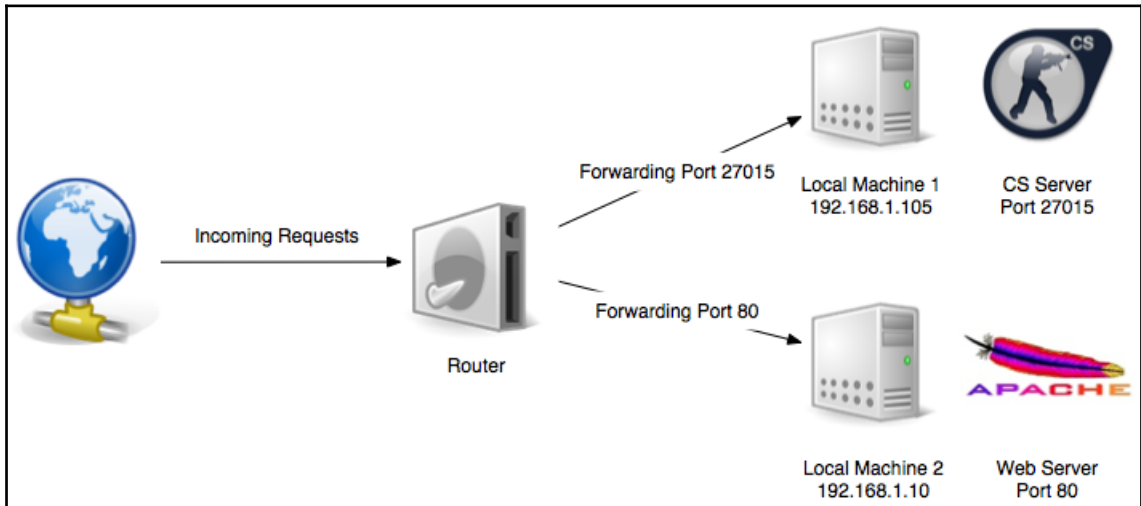 CS
Forwarding Port 27015
Local Machine 1
192.168.1.105
CS Server
Port 27015
Incoming Requests
Router
Forwarding Port 80
APACHE
Local Machine 2
192.168.1.10
Web Server
Port 80